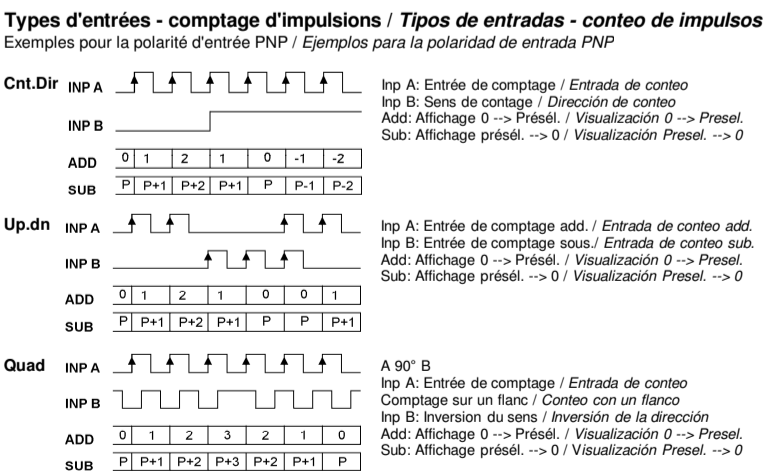 Types d'entrées - comptage d'impulsions / Tipos de entradas - conteo de impulsos
Exemples pour la polarité d'entrée PNP / Ejemplos para la polaridad de entrada PNP
Cnt.Dir INP A
INP B
ADD 0 1 2 1 0 -1 -2
SUB P P+1 P+2 P+1 P P-1 P-2
Inp A: Entrée de comptage / Entrada de conteo
Inp B: Sens de contage / Dirección de conteo
Add: Affichage 0 --> Présél. / Visualización 0 --> Presel.
Sub: Affichage présél. --> 0 / Visualización Presel. --> 0
Up.dn INP A
INP B
ADD 0 1 2 1 0 0 1
SUB P P+1 P+2 P+1 P P P+1
Inp A: Entrée de comptage add. / Entrada de conteo add.
Inp B: Entrée de comptage sous./ Entrada de conteo sub.
Add: Affichage 0 --> Présél. / Visualización 0 --> Presel.
Sub: Affichage présél. --> 0 / Visualización Presel. --> 0
Quad INP A
INP B
ADD 0 1 2 3 2 1 0
SUB P P+1 P+2 P+3 P+2 P+1 P
A 90° B
Inp A: Entrée de comptage / Entrada de conteo
Comptage sur un flanc / Conteo con un flanco
Inp B: Inversion du sens / Inversión de la dirección
Add: Affichage 0 --> Présél. / Visualización 0 --> Presel.
Sub: Affichage présél. --> 0 / Visualización Presel. --> 0